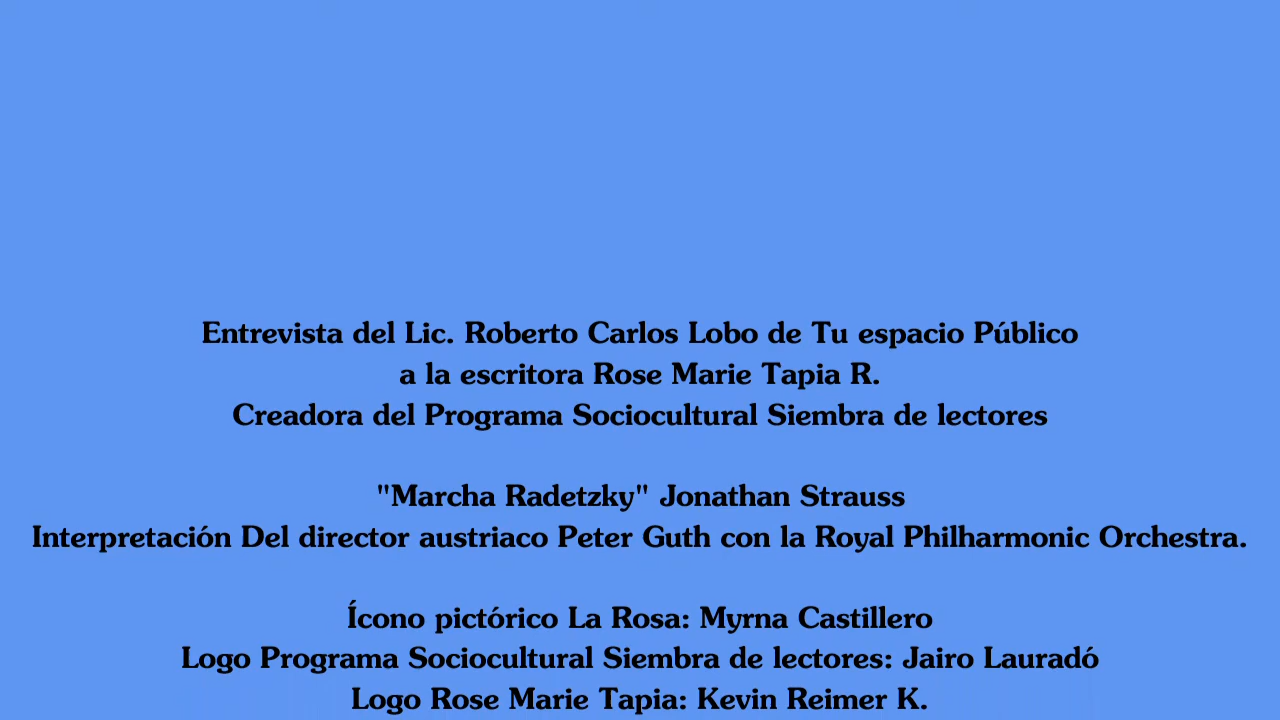 Entrevista del Lic. Roberto Carlos Lobo de Tu espacio Público
a la escritora Rose Marie Tapia R.
Creadora del Programa Sociocultural Siembra de lectores
"Marcha Radetzky" Jonathan Strauss
Interpretación Del director austriaco Peter Guth con la Royal Philharmonic Orchestra.
Ícono pictórico La Rosa: Myrna Castillero
Logo Programa Sociocultural Siembra de lectores: Jairo Lauradó
Logo Rose Marie Tapia: Kevin Reimer K.